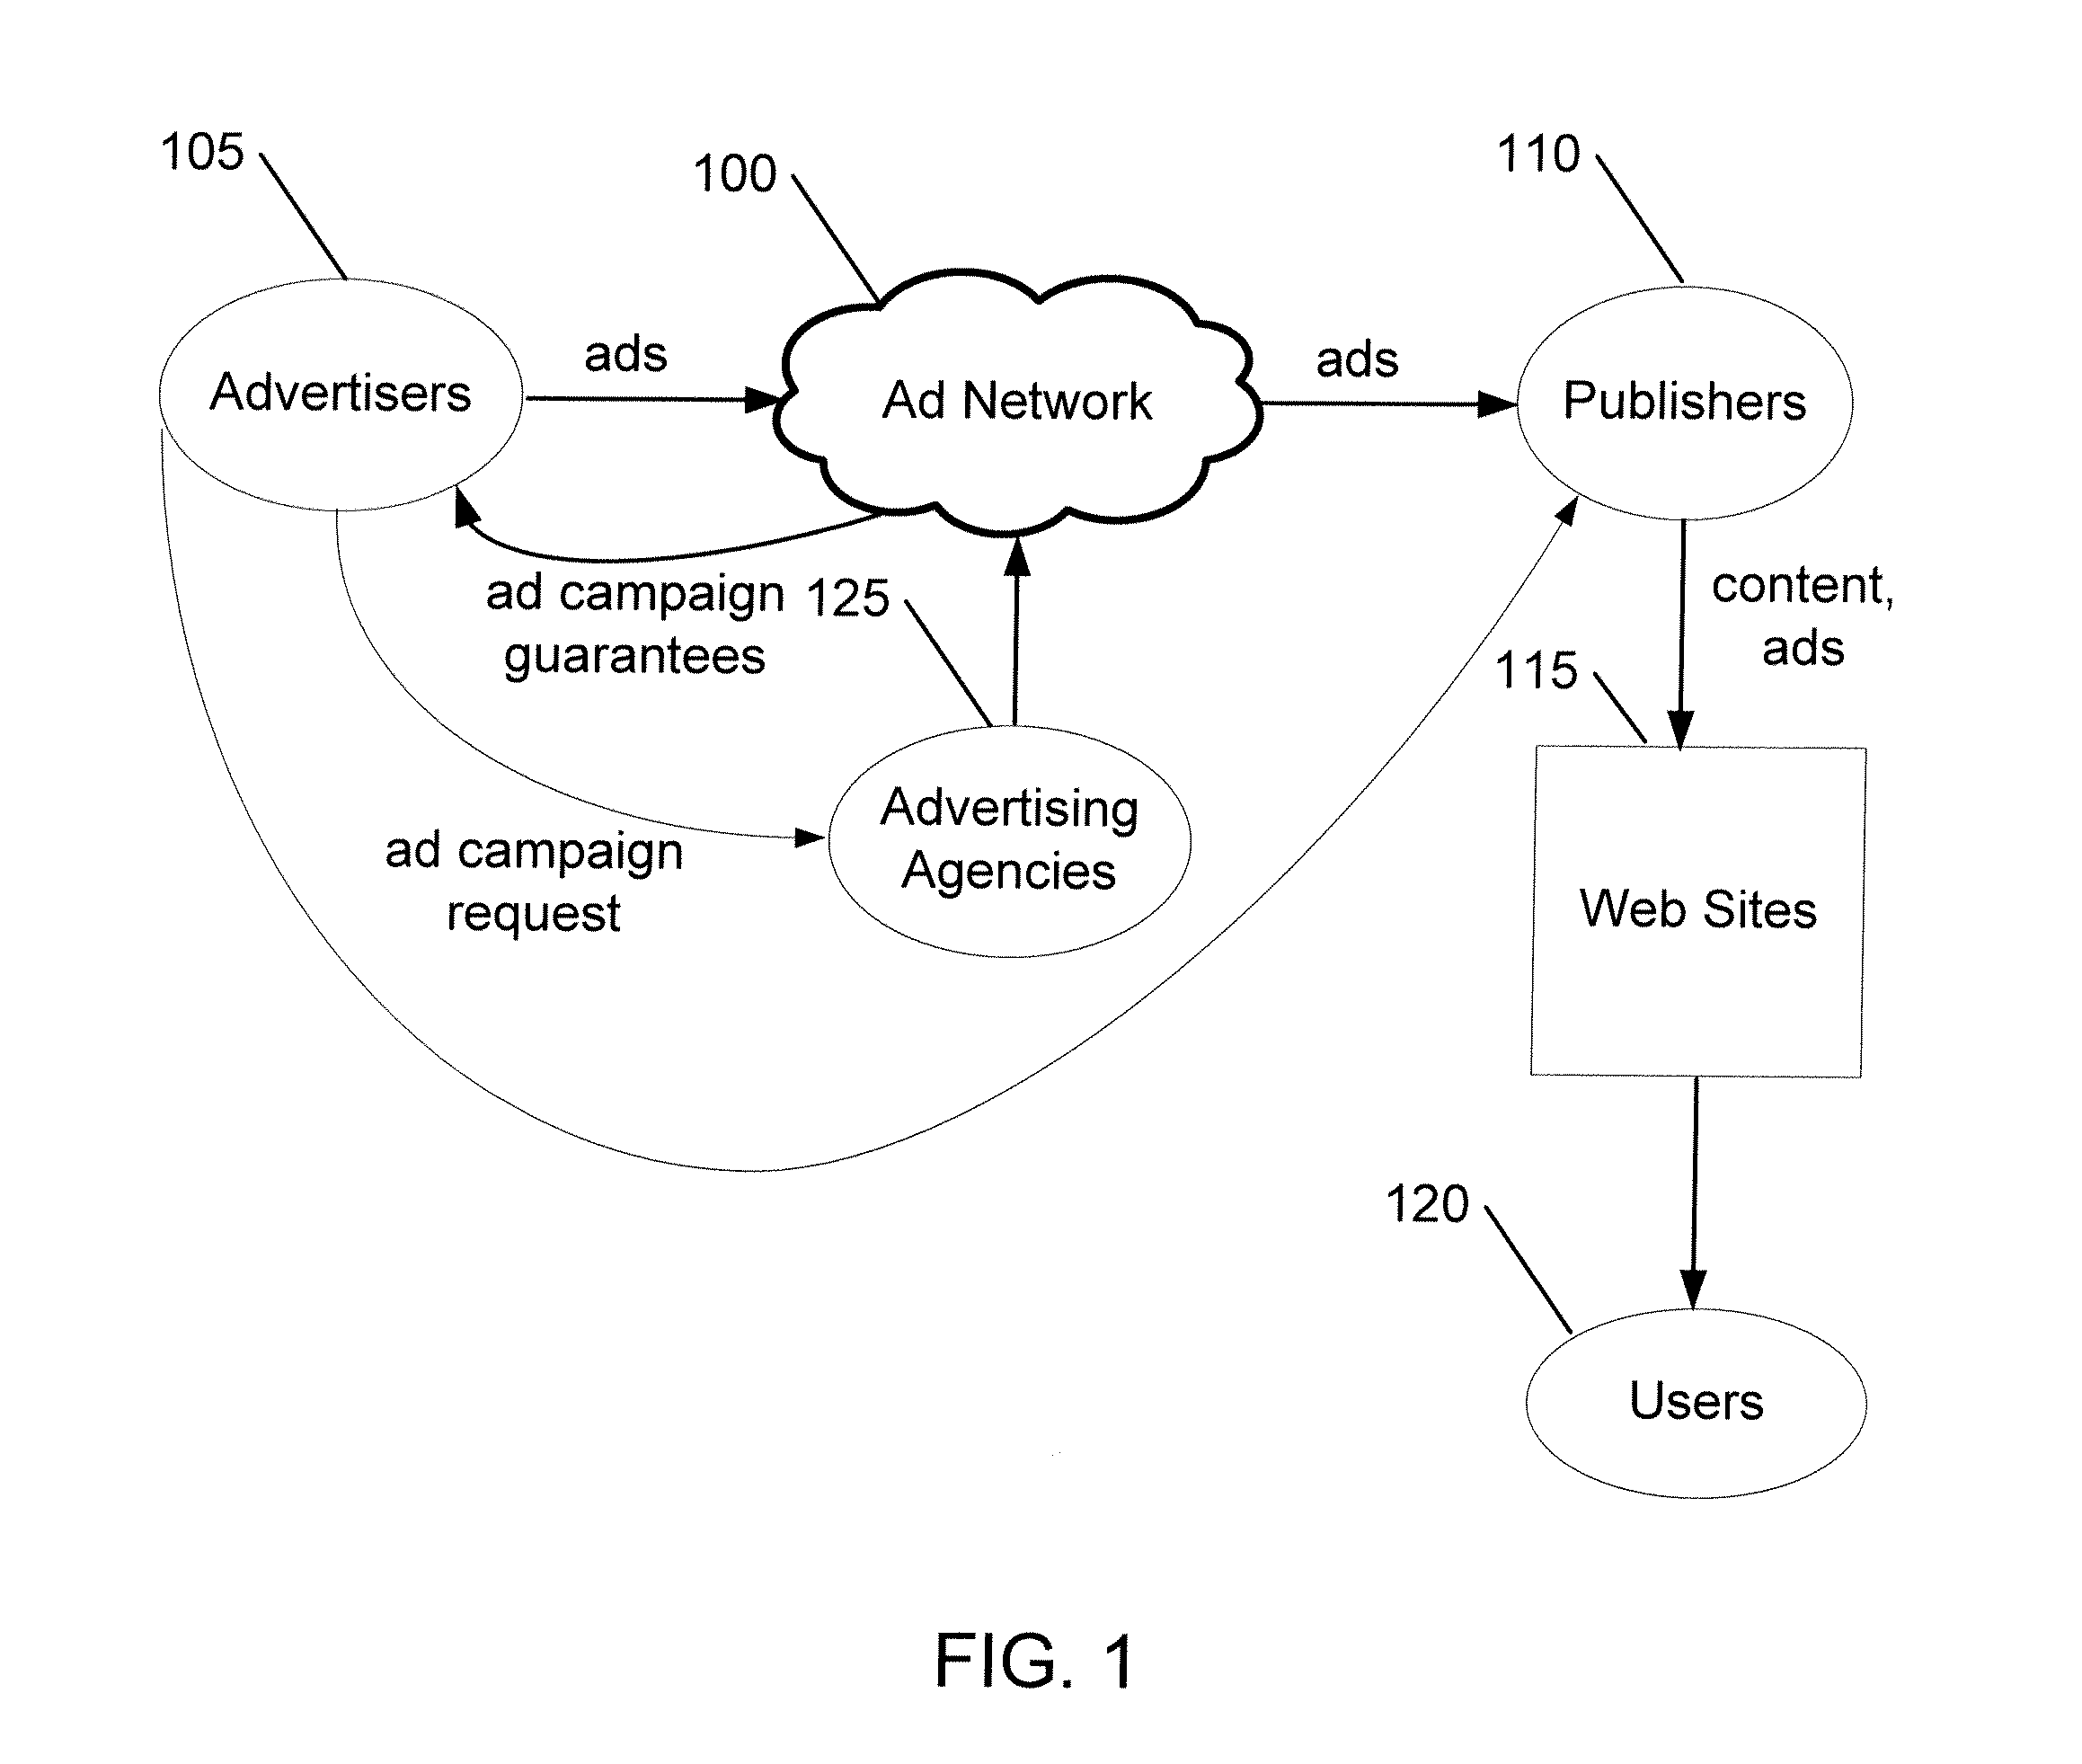 105
100
110
Advertisers
ads
Ad Network
ads
Publishers
ad campaign
guarantees
125
content,
ads
115
Advertising
Agencies
ad campaign
request
Web Sites
120
Users
FIG. 1